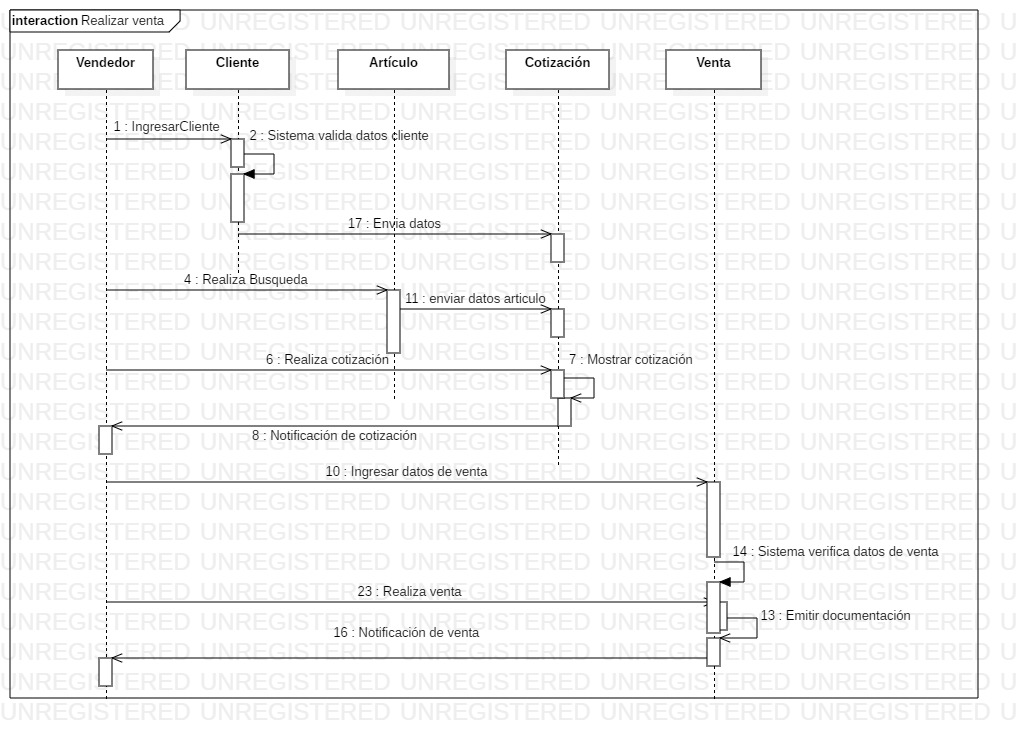 interaction Realizar venta
Vendedor Cliente Artículo Cotización Venta
1 : IngresarCliente
2 : Sistema valida datos cliente
17 : Envia datos
4 : Realiza Busqueda
11 : enviar datos articulo
6 : Realiza cotización
7 : Mostrar cotización
8 : Notificación de cotización
10 : Ingresar datos de venta
14 : Sistema verifica datos de venta
23 : Realiza venta
13 : Emitir documentación
16 : Notificación de venta
UNREGISTERED UNREGISTERED UNREGISTERED UNREGISTERED UNREGISTERED U